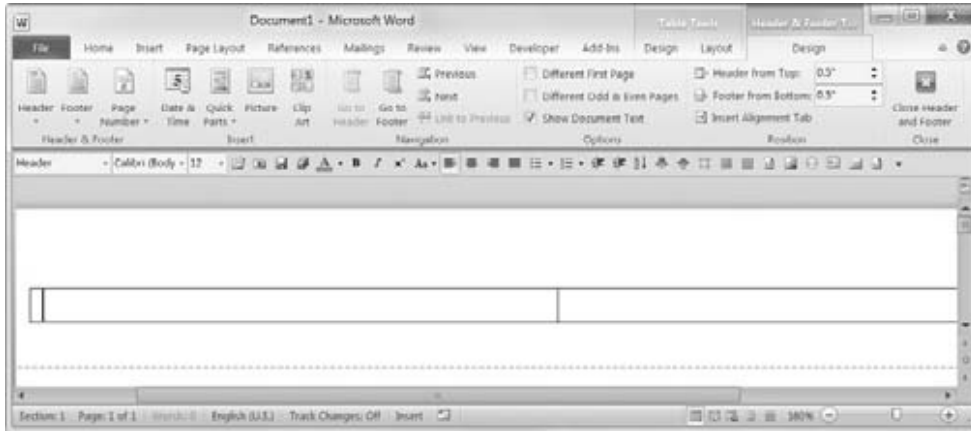 Document1 - Microsoft Word
Table Tools
Header & Footer T...
File Home Insert Page Layout References Mailings Review View Developer Add-Ins Design Layout Design
Header Footer Page Number Date & Time Quick Parts Picture Clip Art Go to Header Go to Footer
Previous
Next
Link to Previous
Different First Page
Different Odd & Even Pages
Show Document Text
Header from Top: 0.5"
Footer from Bottom: 0.5"
Insert Alignment Tab
Close Header and Footer
Header & Footer Insert Navigation Options Position Close
Header Calibri (Body 12
Section: 1 Page: 1 of 1 Words: 0 English (U.S.) Track Changes: Off Insert